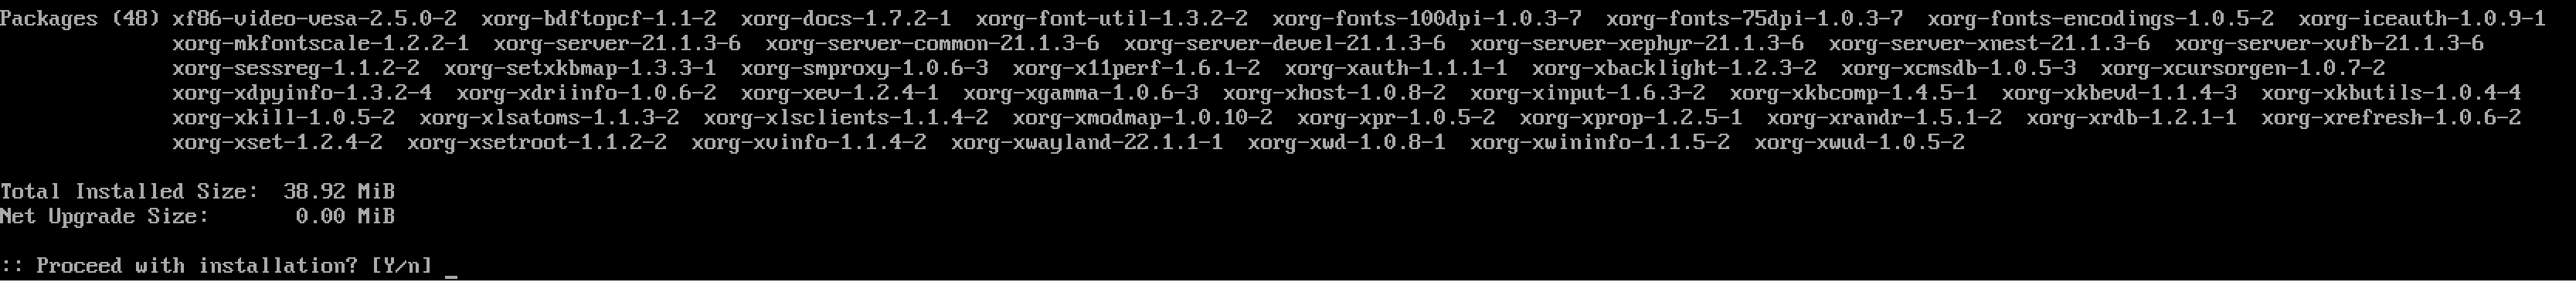 Packages (48) xf86-video-vesa-2.5.0-2  xorg-bdftopcf-1.1-2  xorg-docs-1.7.2-1  xorg-font-util-1.3.2-2  xorg-fonts-100dpi-1.0.3-7  xorg-fonts-75dpi-1.0.3-7  xorg-fonts-encodings-1.0.5-2  xorg-iceauth-1.0.9-1
xorg-mkfontscale-1.2.2-1  xorg-server-21.1.3-6  xorg-server-common-21.1.3-6  xorg-server-devel-21.1.3-6  xorg-server-xephyr-21.1.3-6  xorg-server-xnest-21.1.3-6  xorg-server-xvfb-21.1.3-6
xorg-sessreg-1.1.2-2  xorg-setxkbmap-1.3.3-1  xorg-smproxy-1.0.6-3  xorg-x11perf-1.6.1-2  xorg-xauth-1.1.1-1  xorg-xbacklight-1.2.3-2  xorg-xcmsdb-1.0.5-3  xorg-xcursorgen-1.0.7-2
xorg-xdpyinfo-1.3.2-4  xorg-xdriinfo-1.0.6-2  xorg-xev-1.2.4-1  xorg-xgamma-1.0.6-3  xorg-xhost-1.0.8-2  xorg-xinput-1.6.3-2  xorg-xkbcomp-1.4.5-1  xorg-xkbevd-1.1.4-3  xorg-xkbutils-1.0.4-4
xorg-xkill-1.0.5-2  xorg-xlsatoms-1.1.3-2  xorg-xlsclients-1.1.4-2  xorg-xmodmap-1.0.10-2  xorg-xpr-1.0.5-2  xorg-xprop-1.2.5-1  xorg-xrandr-1.5.1-2  xorg-xrdb-1.2.1-1  xorg-xrefresh-1.0.6-2
xorg-xset-1.2.4-2  xorg-xsetroot-1.1.2-2  xorg-xvinfo-1.1.4-2  xorg-xwayland-22.1.1-1  xorg-xwd-1.0.8-1  xorg-xwininfo-1.1.5-2  xorg-xwud-1.0.5-2
Total Installed Size:  38.92 MiB
Net Upgrade Size:       0.00 MiB
:: Proceed with installation? [Y/n] _